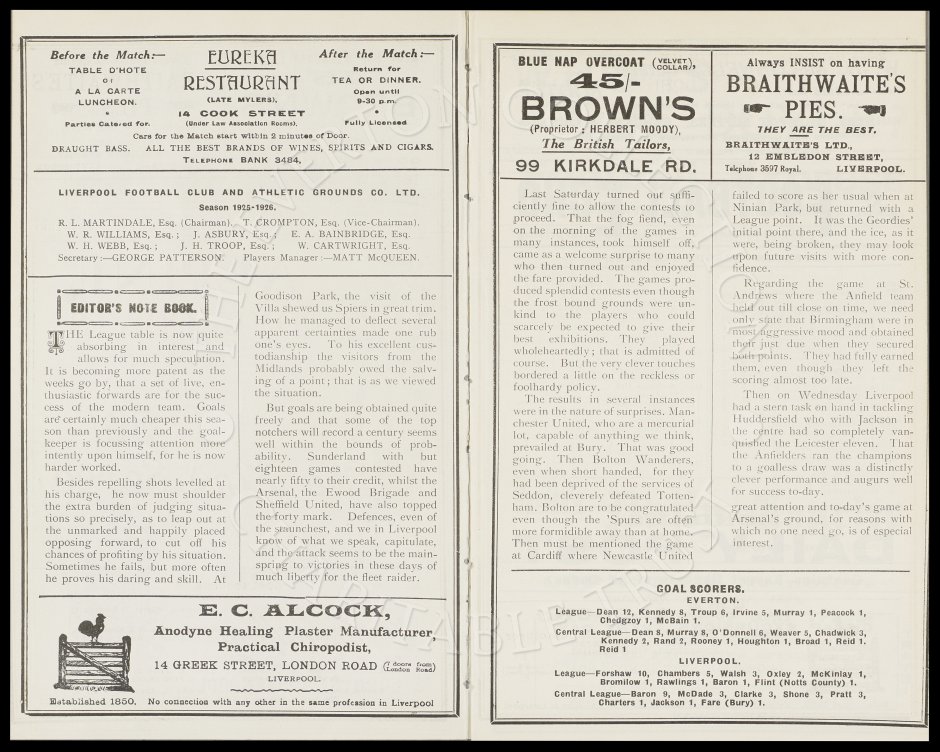 Before the Match:—
TABLE D'HOTE
or
A LA CARTE
LUNCHEON.
Parties Catered for.
EUREKA
RESTAURANT
(LATE MYLERS),
14 COOK STREET
(Under Law Association Rooms).
After the Match:—
Return for
TEA OR DINNER.
Open until
9-30 p.m.
Fully Licensed
Cars for the Match start within 2 minutes of Door.
DRAUGHT BASS. ALL THE BEST BRANDS OF WINES, SPIRITS AND CIGARS.
TELEPHONE BANK 3484.
LIVERPOOL FOOTBALL CLUB AND ATHLETIC GROUNDS CO. LTD.
Season 1925-1926.
R. L. MARTINDALE, Esq. (Chairman). T. CROMPTON, Esq. (Vice-Chairman).
W. R. WILLIAMS, Esq.; J. ASBURY, Esq.; E. A. BAINBRIDGE, Esq.
W. H. WEBB, Esq.; J. H. TROOP, Esq.; W. CARTWRIGHT, Esq.
Secretary:—GEORGE PATTERSON. Players Manager:—MATT McQUEEN.
EDITOR'S NOTE BOOK.
THE League table is now quite
absorbing in interest and
allows for much speculation.
It is becoming more patent as the
weeks go by, that a set of live, en-
thusiastic forwards are for the suc-
cess of the modern team. Goals
are certainly much cheaper this sea-
son than previously and the goal-
keeper is focussing attention more
intently upon himself, for he is now
harder worked.
Besides repelling shots levelled at
his charge, he now must shoulder
the extra burden of judging situa-
tions so precisely, as to leap out at
the unmarked and happily placed
opposing forward, to cut off his
chances of profiting by his situation.
Sometimes he fails, but more often
he proves his daring and skill. At
Goodison Park, the visit of the
Villa shewed us Spiers in great trim.
How he managed to deflect several
apparent certainties made one rub
one's eyes. To his excellent cus-
todianship the visitors from the
Midlands probably owed the salv-
ing of a point; that is as we viewed
the situation.
But goals are being obtained quite
freely and that some of the top
notchers will record a century seems
well within the bounds of prob-
ability. Sunderland with but
eighteen games contested have
nearly fifty to their credit, whilst the
Arsenal, the Ewood Brigade and
Sheffield United, have also topped
the forty mark. Defences, even of
the staunchest, and we in Liverpool
know of what we speak, capitulate,
and the attack seems to be the main-
spring to victories in these days of
much liberty for the fleet raider.
E. C. ALCOCK,
Anodyne Healing Plaster Manufacturer,
Practical Chiropodist,
14 GREEK STREET, LONDON ROAD (7 doors from London Road)
LIVERPOOL.
Established 1850. No connection with any other in the same profession in Liverpool
BLUE NAP OVERCOAT (VELVET COLLAR),
45/-
BROWN'S
(Proprietor: HERBERT MOODY),
The British Tailors,
99 KIRKDALE RD.
Always INSIST on having
BRAITHWAITE'S
PIES.
THEY ARE THE BEST.
BRAITHWAITE'S LTD.,
12 EMBLEDON STREET,
Telephone 3597 Royal. LIVERPOOL.
Last Saturday turned out suffi-
ciently fine to allow the contests to
proceed. That the fog fiend, even
on the morning of the games in
many instances, took himself off,
came as a welcome surprise to many
who then turned out and enjoyed
the fare provided. The games pro-
duced splendid contests even though
the frost bound grounds were un-
kind to the players who could
scarcely be expected to give their
best exhibitions. They played
wholeheartedly; that is admitted of
course. But the very clever touches
bordered a little on the reckless or
foolhardy policy.
The results in several instances
were in the nature of surprises. Man-
chester United, who are a mercurial
lot, capable of anything we think,
prevailed at Bury. That was good
going. Then Bolton Wanderers,
even when short handed, for they
had been deprived of the services of
Seddon, cleverly defeated Totten-
ham. Bolton are to be congratulated
even though the 'Spurs are often
more formidible away than at home.
Then must be mentioned the game
at Cardiff where Newcastle United
failed to score as her usual when at
Ninian Park, but returned with a
League point. It was the Geordies'
initial point there, and the ice, as it
were, being broken, they may look
upon future visits with more con-
fidence.
Regarding the game at St.
Andrews where the Anfield team
held out till close on time, we need
only state that Birmingham were in
most aggressive mood and obtained
their just due when they secured
both points. They had fully earned
them, even though they left the
scoring almost too late.
Then on Wednesday Liverpool
had a stern task on hand in tackling
Huddersfield who with Jackson in
the centre had so completely van-
quished the Leicester eleven. That
the Anfielders ran the champions
to a goalless draw was a distinctly
clever performance and augurs well
for success to-day.
great attention and to-day's game at
Arsenal's ground, for reasons with
which no one need go, is of especial
interest.
GOAL SCORERS.
EVERTON.
League—Dean 12, Kennedy 8, Troup 6, Irvine 5, Murray 1, Peacock 1,
Chedgzoy 1, McBain 1.
Central League—Dean 8, Murray 8, O'Donnell 6, Weaver 5, Chadwick 3,
Kennedy 2, Rand 2, Rooney 1, Houghton 1, Broad 1, Reid 1.
Reid 1
LIVERPOOL.
League—Forshaw 10, Chambers 5, Walsh 3, Oxley 2, McKinlay 1,
Bromilow 1, Rawlings 1, Baron 1, Flint (Notts County) 1.
Central League—Baron 9, McDade 3, Clarke 3, Shone 3, Pratt 3,
Charters 1, Jackson 1, Fare (Bury) 1.